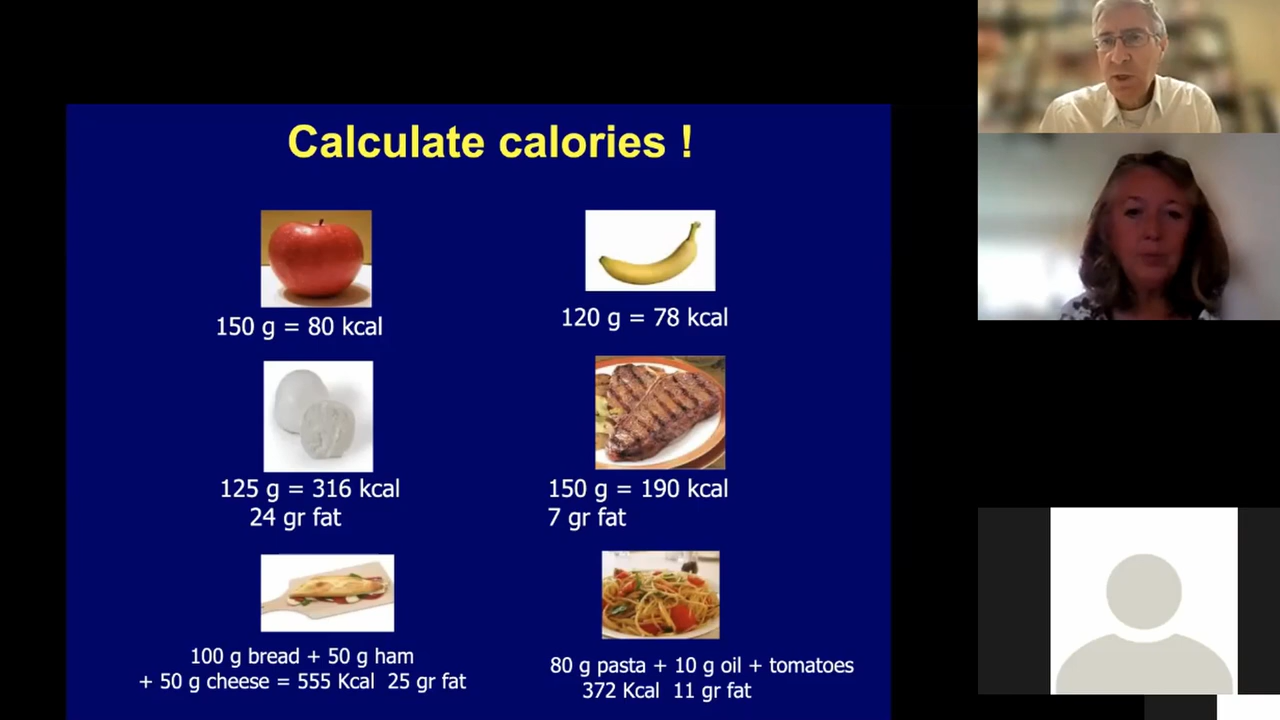 Calculate calories !
150 g = 80 kcal
120 g = 78 kcal
125 g = 316 kcal
24 gr fat
150 g = 190 kcal
7 gr fat
100 g bread + 50 g ham
+ 50 g cheese = 555 Kcal 25 gr fat
80 g pasta + 10 g oil + tomatoes
372 Kcal 11 gr fat